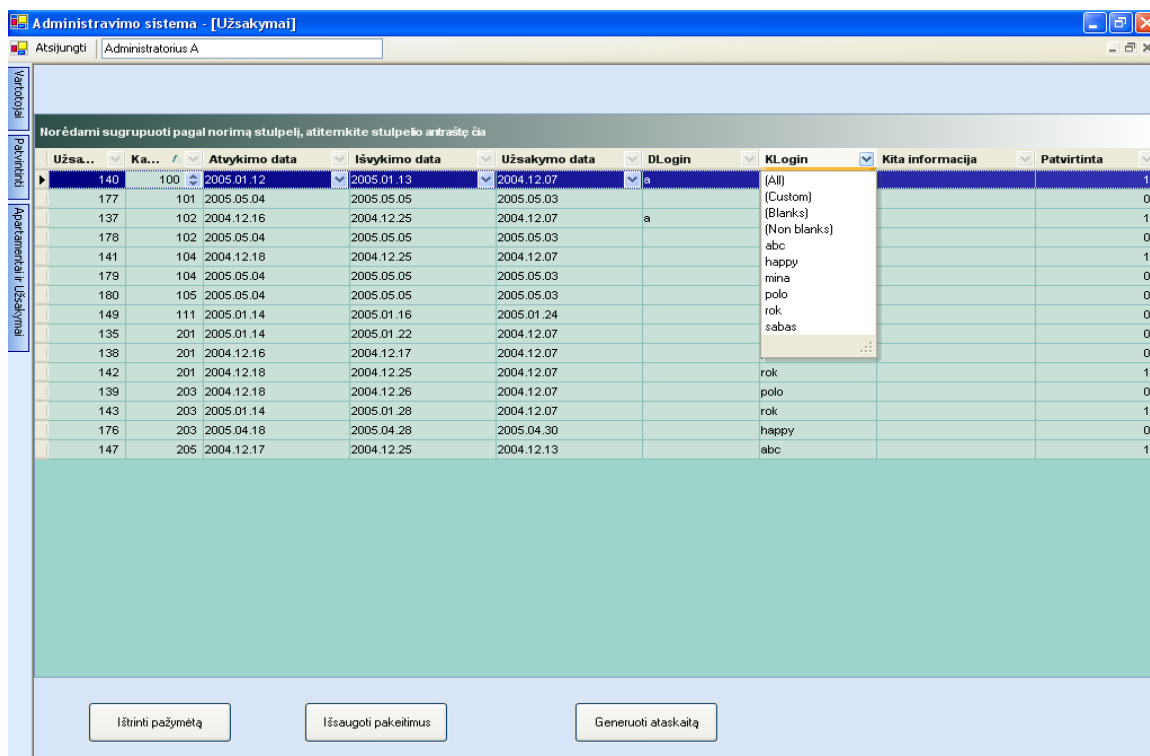 Administravimo sistema - [Užsakymai]
Atsijungti Administratorius A
Vartotojai
Patvirtinti
Apartamentai ir Užsakymai
Norėdami sugrupuoti pagal norimą stulpelį, atitemkite stulpelio antraštę čia
Užsa... Ka... Atvykimo data Išvykimo data Užsakymo data DLogin KLogin Kita informacija Patvirtinta
140 100 2005.01.12 2005.01.13 2004.12.07 a 1
177 101 2005.05.04 2005.05.05 2005.05.03 0
137 102 2004.12.16 2004.12.25 2004.12.07 a 1
178 102 2005.05.04 2005.05.05 2005.05.03 0
141 104 2004.12.18 2004.12.25 2004.12.07 1
179 104 2005.05.04 2005.05.05 2005.05.03 0
180 105 2005.05.04 2005.05.05 2005.05.03 0
149 111 2005.01.14 2005.01.16 2005.01.24 0
135 201 2005.01.14 2005.01.22 2004.12.07 0
138 201 2004.12.16 2004.12.17 2004.12.07 0
142 201 2004.12.18 2004.12.25 2004.12.07 rok 1
139 203 2004.12.18 2004.12.26 2004.12.07 polo 0
143 203 2005.01.14 2005.01.28 2004.12.07 rok 1
176 203 2005.04.18 2005.04.28 2005.04.30 happy 0
147 205 2004.12.17 2004.12.25 2004.12.13 abc 1
(All)
(Custom)
(Blanks)
(Non blanks)
abc
happy
mina
polo
rok
sabas
Ištrinti pažymėtą Išsaugoti pakeitimus Generuoti ataskaitą